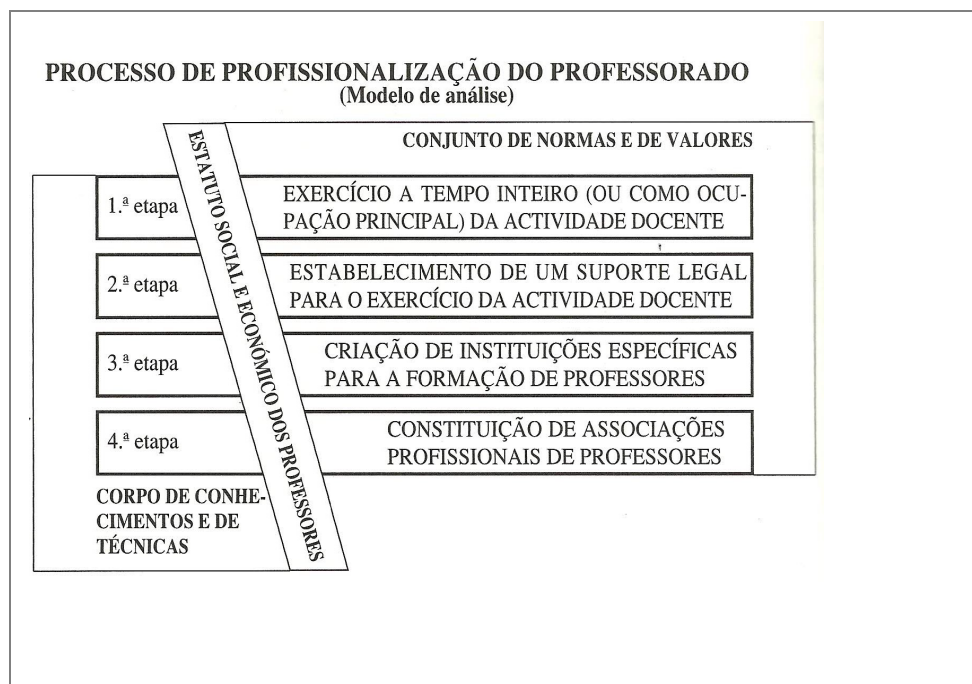 PROCESSO DE PROFISSIONALIZAÇÃO DO PROFESSORADO
(Modelo de análise)
CONJUNTO DE NORMAS E DE VALORES
ESTATUTO SOCIAL E ECONÓMICO DOS PROFESSORES
1.ª etapa
EXERCÍCIO A TEMPO INTEIRO (OU COMO OCU-
PAÇÃO PRINCIPAL) DA ACTIVIDADE DOCENTE
2.ª etapa
ESTABELECIMENTO DE UM SUPORTE LEGAL
PARA O EXERCÍCIO DA ACTIVIDADE DOCENTE
3.ª etapa
CRIAÇÃO DE INSTITUIÇÕES ESPECÍFICAS
PARA A FORMAÇÃO DE PROFESSORES
4.ª etapa
CONSTITUIÇÃO DE ASSOCIAÇÕES
PROFISSIONAIS DE PROFESSORES
CORPO DE CONHE-
CIMENTOS E DE
TÉCNICAS